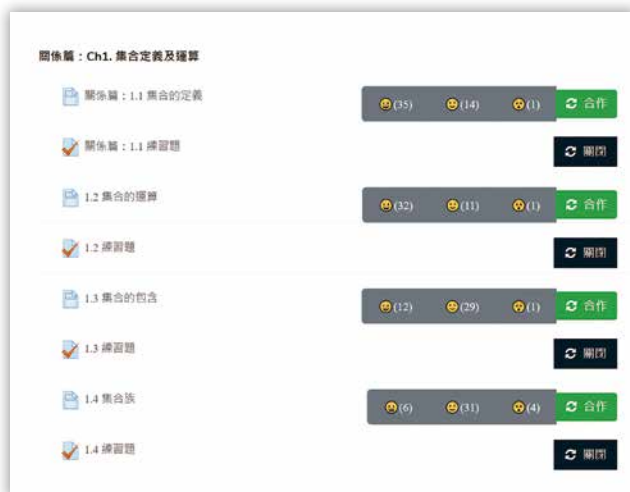 關係篇：Ch1. 集合定義及運算
關係篇：1.1 集合的定義 (35) (14) (1) 合作
關係篇：1.1 練習題 關閉
1.2 集合的運算 (32) (11) (1) 合作
1.2 練習題 關閉
1.3 集合的包含 (12) (29) (1) 合作
1.3 練習題 關閉
1.4 集合族 (6) (31) (4) 合作
1.4 練習題 關閉